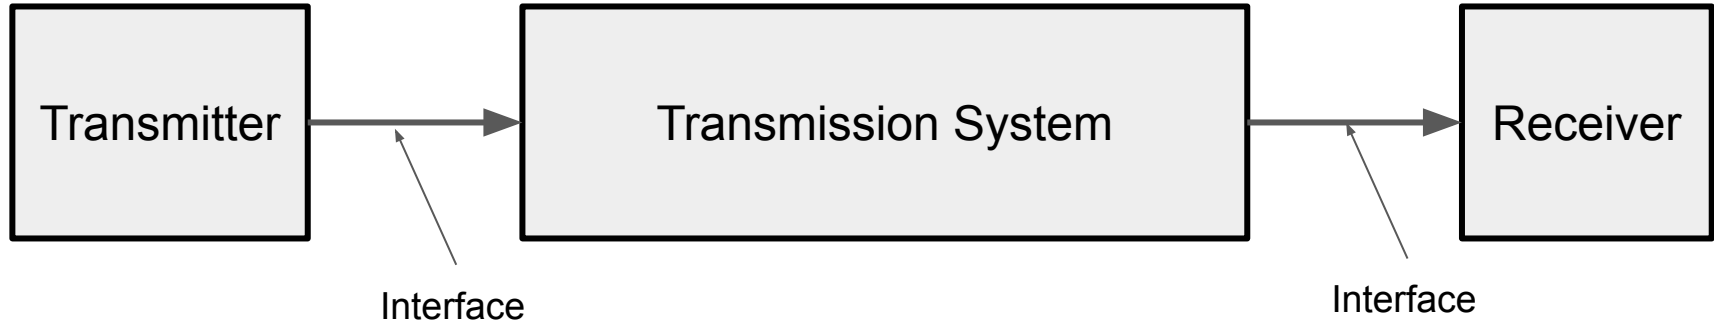 Transmitter
Transmission System
Receiver
Interface
Interface